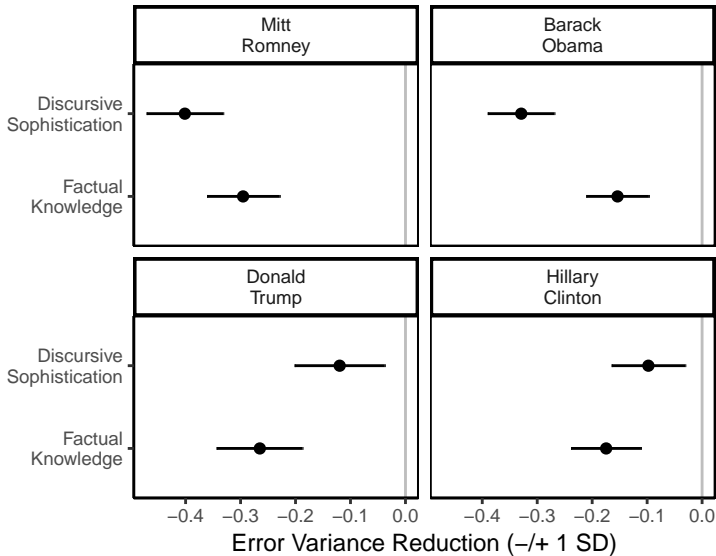 Mitt
Romney
Barack
Obama
Discursive
Sophistication
Factual
Knowledge
Donald
Trump
Hillary
Clinton
Discursive
Sophistication
Factual
Knowledge
−0.4 −0.3 −0.2 −0.1 0.0 −0.4 −0.3 −0.2 −0.1 0.0
Error Variance Reduction (−/+ 1 SD)